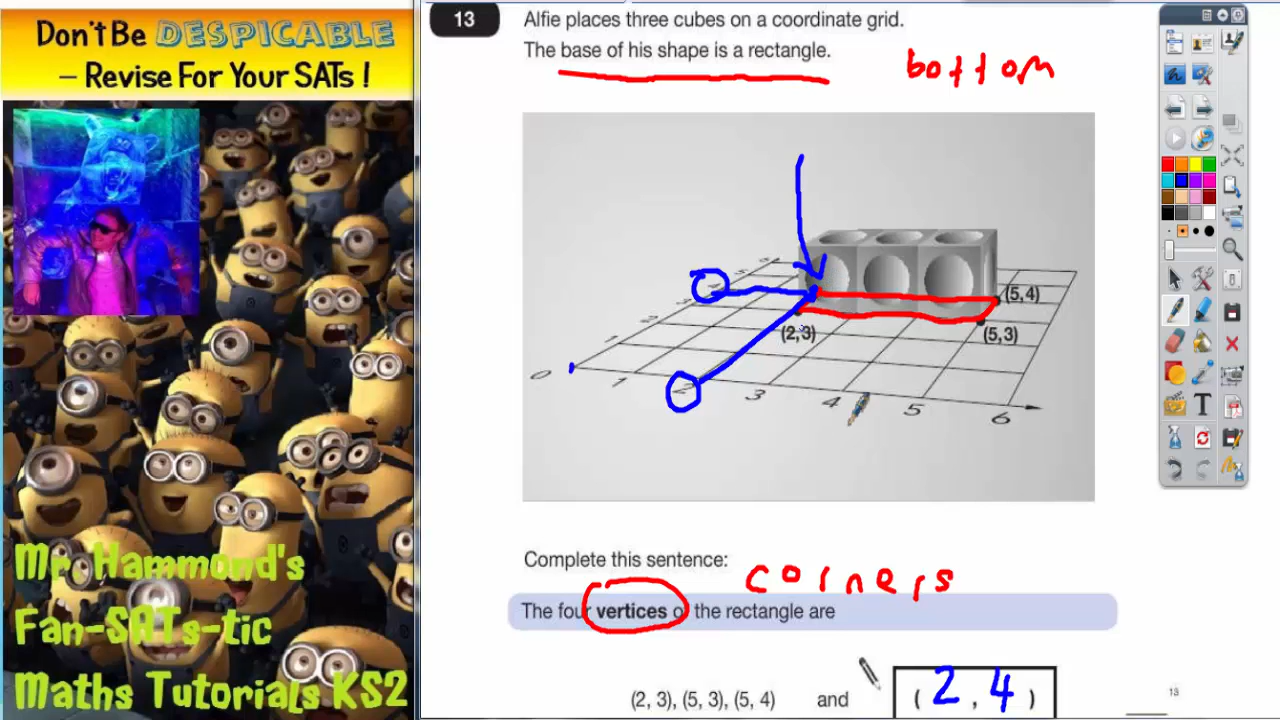 Don't Be DESPICABLE
– Revise For Your SATs !
Mr. Hammond's
Fan-SATs-tic
Maths Tutorials KS2
13
Alfie places three cubes on a coordinate grid.
The base of his shape is a rectangle.
bottom
(5,4)
(2,3)
(5,3)
2
1
0
1
2
3
4
5
6
Complete this sentence:
corners
The four vertices of the rectangle are
(2, 3), (5, 3), (5, 4) and ( 2 , 4 )
13